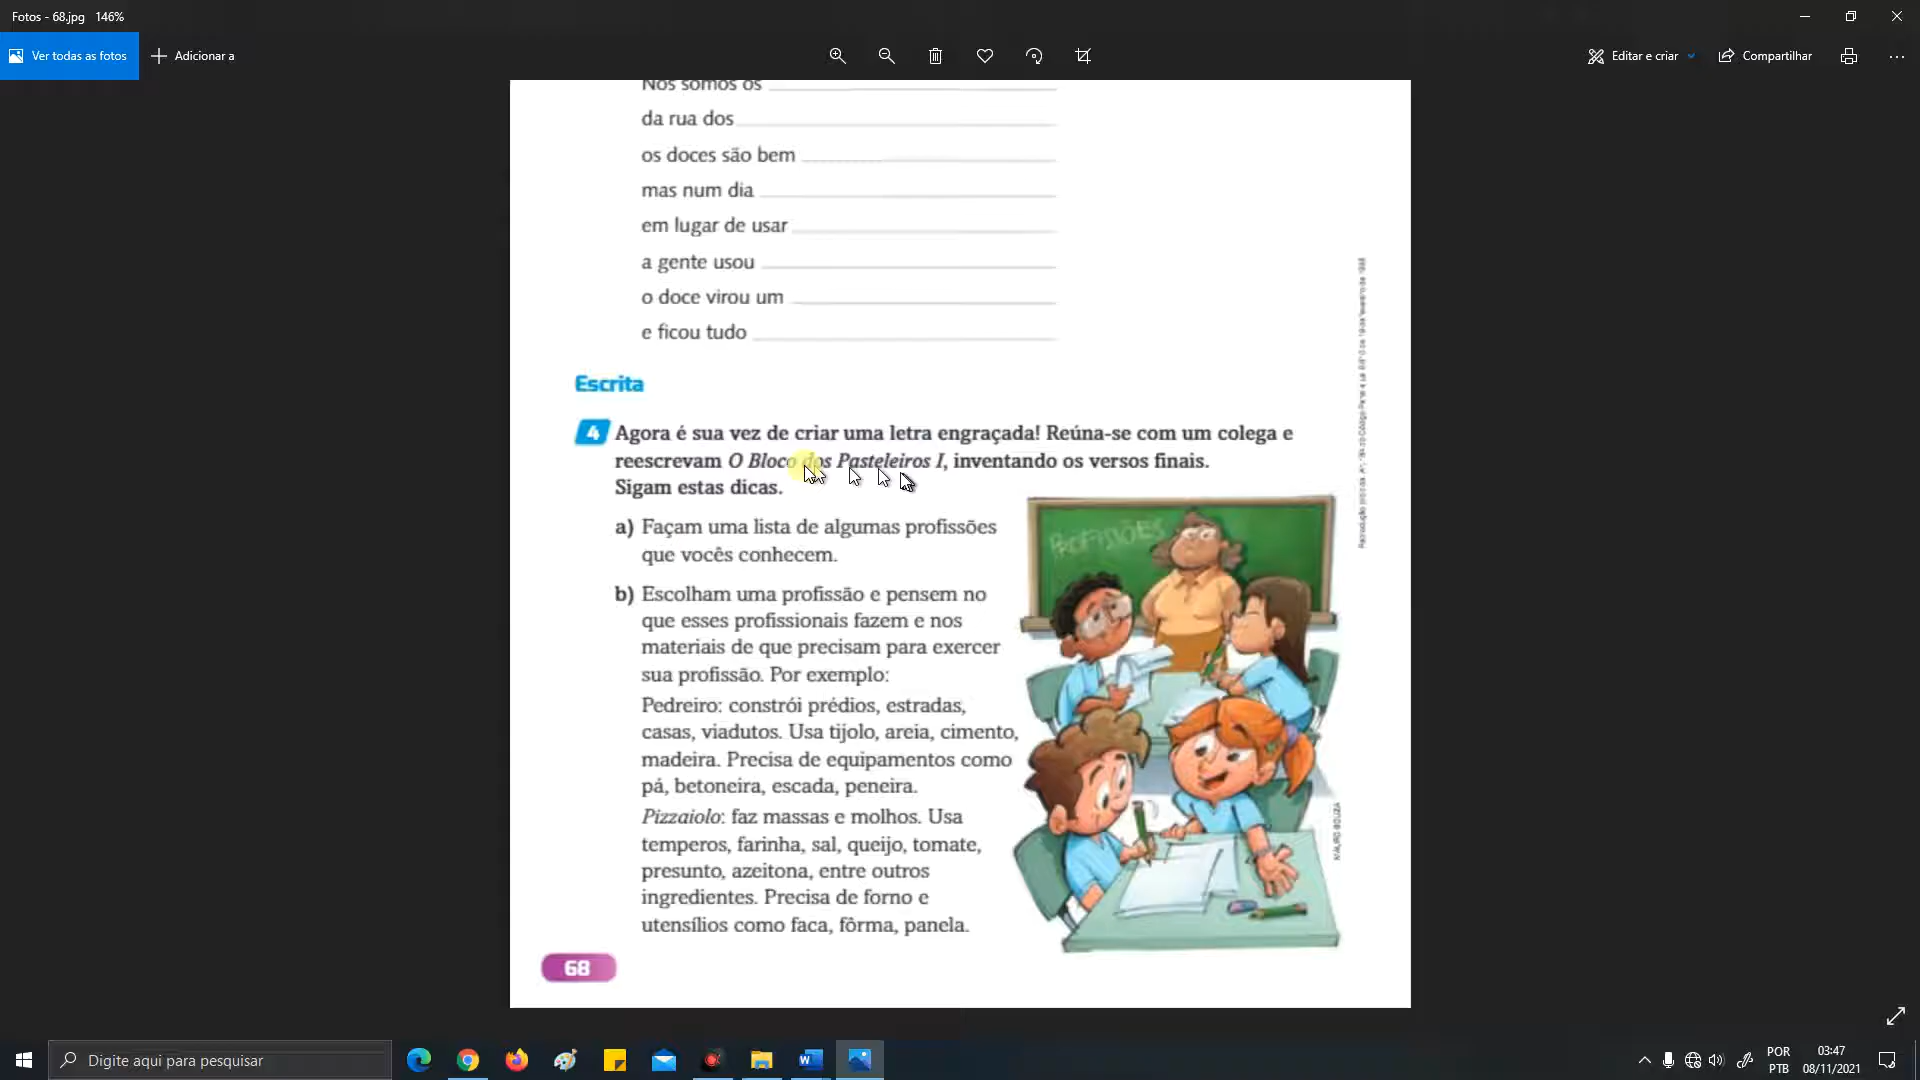 Fotos - 68.jpg   146%
Ver todas as fotos
Adicionar a
Editar e criar
Compartilhar
Nós somos os
da rua dos
os doces são bem
mas num dia
em lugar de usar
a gente usou
o doce virou um
e ficou tudo
Escrita
4 Agora é sua vez de criar uma letra engraçada! Reúna-se com um colega e
reescrevam O Bloco dos Pasteleiros I, inventando os versos finais.
Sigam estas dicas.
a) Façam uma lista de algumas profissões
que vocês conhecem.
b) Escolham uma profissão e pensem no
que esses profissionais fazem e nos
materiais de que precisam para exercer
sua profissão. Por exemplo:
Pedreiro: constrói prédios, estradas,
casas, viadutos. Usa tijolo, areia, cimento,
madeira. Precisa de equipamentos como
pá, betoneira, escada, peneira.
Pizzaiolo: faz massas e molhos. Usa
temperos, farinha, sal, queijo, tomate,
presunto, azeitona, entre outros
ingredientes. Precisa de forno e
utensílios como faca, fôrma, panela.
PROFISSÕES
MAURO SOUZA
68
Digite aqui para pesquisar
POR
PTB
03:47
08/11/2021